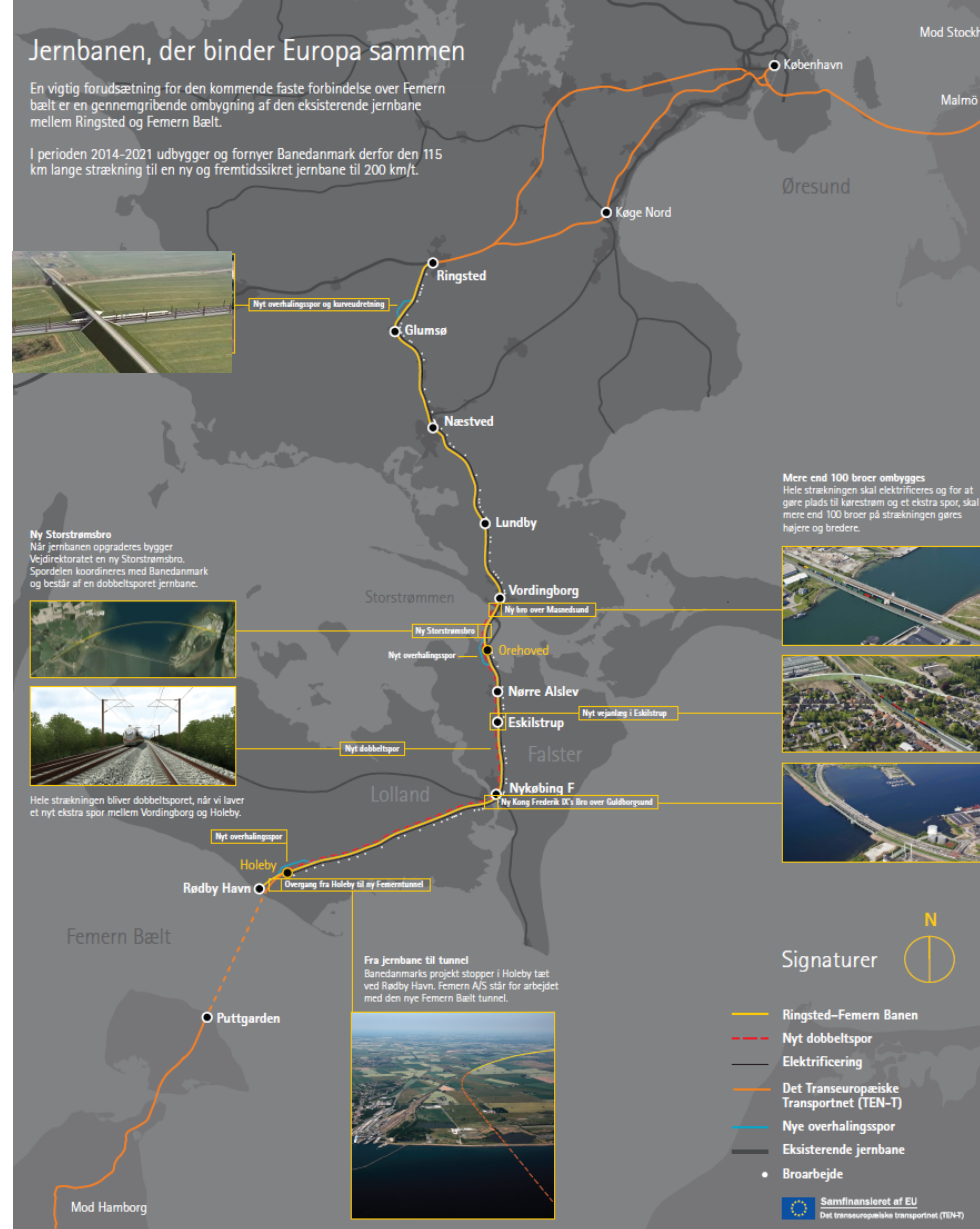 Jernbanen, der binder Europa sammen
En vigtig forudsætning for den kommende faste forbindelse over Femern
bælt er en gennemgribende ombygning af den eksisterende jernbane
mellem Ringsted og Femern Bælt.
I perioden 2014-2021 udbygger og fornyer Banedanmark derfor den 115
km lange strækning til en ny og fremtidssikret jernbane til 200 km/t.
Mod Stockh
København
Malmö
Øresund
Køge Nord
Ringsted
Nyt overhalingsspor og kurveudretning
Glumsø
Næstved
Mere end 100 broer ombygges
Hele strækningen skal elektrificeres og for at
gøre plads til kørestrøm og et ekstra spor, skal
mere end 100 broer på strækningen gøres
højere og bredere.
Lundby
Ny Storstrømsbro
Når jernbanen opgraderes bygger
Vejdirektoratet en ny Storstrømsbro.
Spordelen koordineres med Banedanmark
og består af en dobbeltsporet jernbane.
Vordingborg
Storstrømmen
Ny bro over Masnedsund
Ny Storstrømsbro
Orehoved
Nyt overhalingsspor
Nørre Alslev
Nyt vejanlæg i Eskilstrup
Eskilstrup
Nyt dobbeltspor
Falster
Nykøbing F
Lolland
Ny Kong Frederik IX's Bro over Guldborgsund
Hele strækningen bliver dobbeltsporet, når vi laver
et nyt ekstra spor mellem Vordingborg og Holeby.
Nyt overhalingsspor
Holeby
Overgang fra Holeby til ny Femerntunnel
Rødby Havn
Femern Bælt
Fra jernbane til tunnel
Banedanmarks projekt stopper i Holeby tæt
ved Rødby Havn. Femern A/S står for arbejdet
med den nye Femern Bælt tunnel.
Puttgarden
Mod Hamborg
N
Signaturer
Ringsted–Femern Banen
Nyt dobbeltspor
Elektrificering
Det Transeuropæiske
Transportnet (TEN-T)
Nye overhalingsspor
Eksisterende jernbane
Broarbejde
Samfinansieret af EU
Det transeuropæiske transportnet (TEN-T)